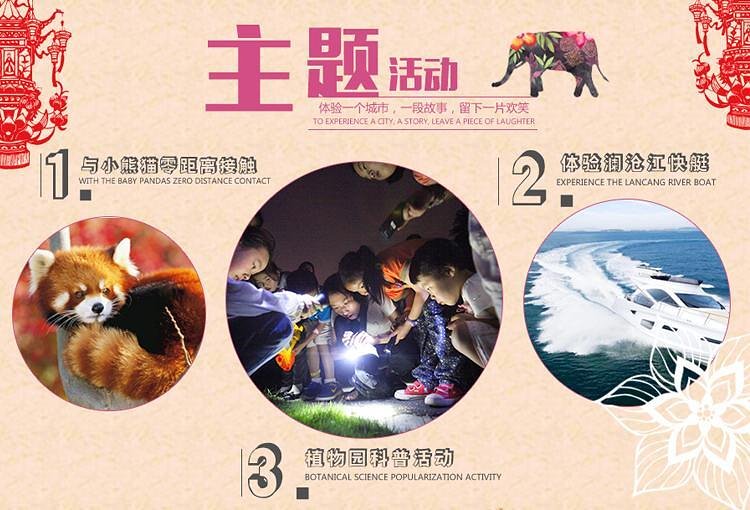 主题活动
体验一个城市，一段故事，留下一片欢笑
TO EXPERIENCE A CITY, A STORY, LEAVE A PIECE OF LAUGHTER
1 与小熊猫零距离接触
WITH THE BABY PANDAS ZERO DISTANCE CONTACT
2 体验澜沧江快艇
EXPERIENCE THE LANCANG RIVER BOAT
3 植物园科普活动
BOTANICAL SCIENCE POPULARIZATION ACTIVITY